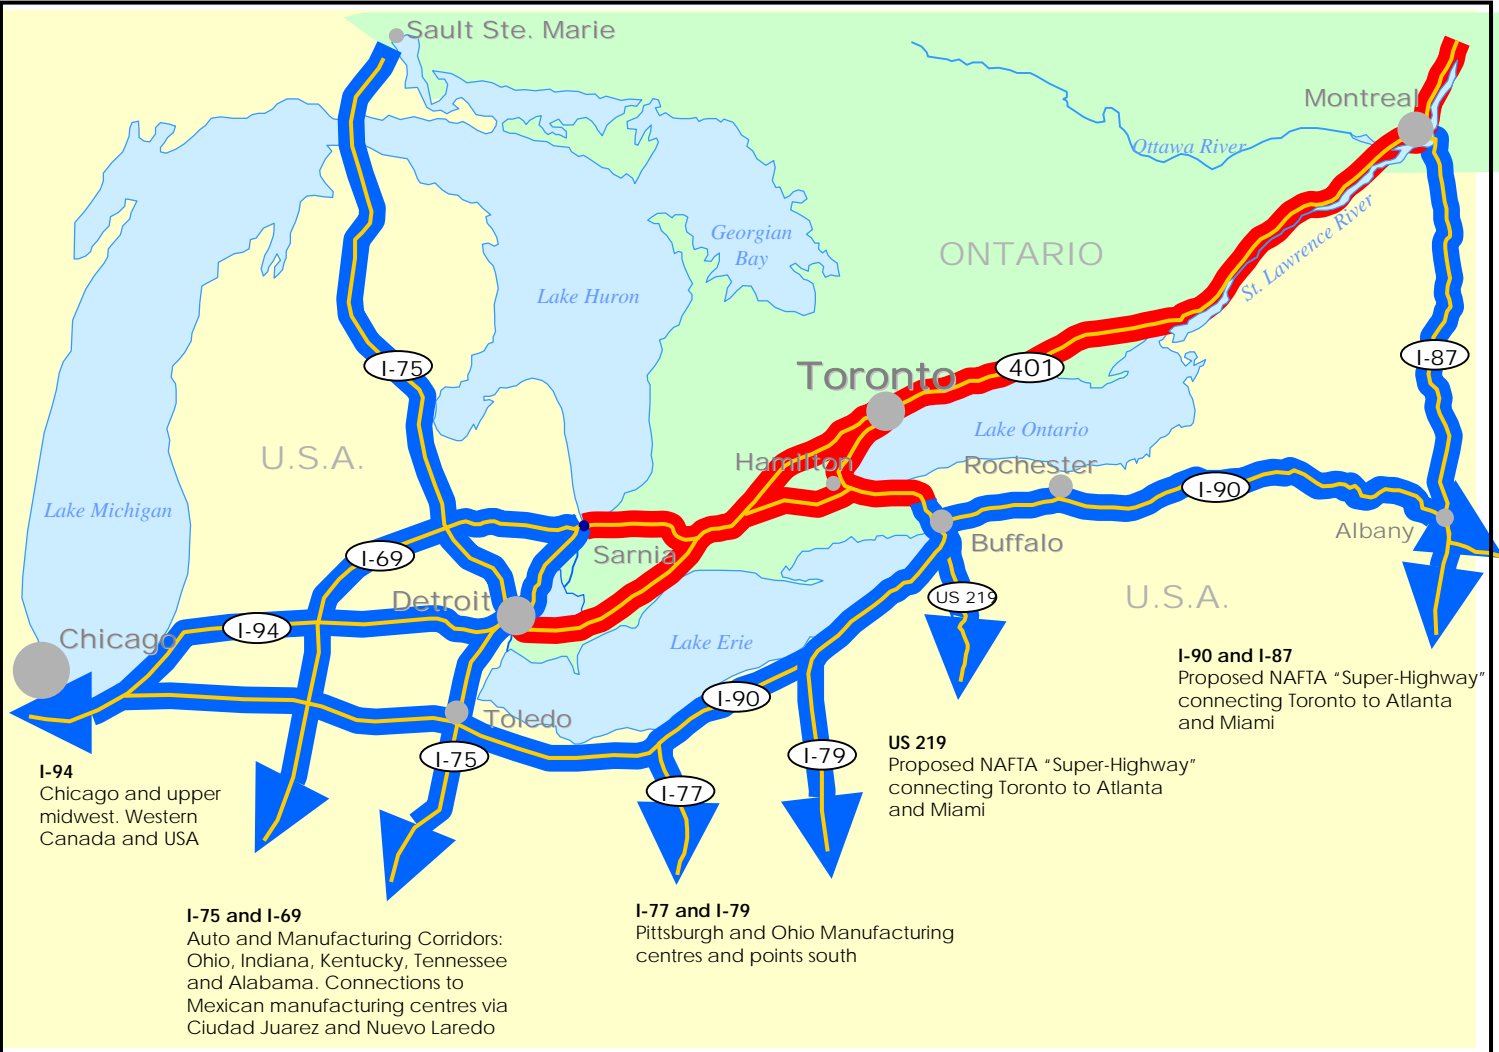 Sault Ste. Marie
Montreal
Ottawa River
Georgian
Bay
ONTARIO
St. Lawrence River
Lake Huron
I-75
Toronto
401
I-87
U.S.A.
Lake Ontario
Hamilton
Rochester
I-90
Lake Michigan
Albany
I-69
Sarnia
Buffalo
Detroit
US 219
U.S.A.
I-94
Chicago
Lake Erie
I-90
Toledo
I-75
I-79
I-77
I-90 and I-87
Proposed NAFTA “Super-Highway”
connecting Toronto to Atlanta
and Miami
US 219
Proposed NAFTA “Super-Highway”
connecting Toronto to Atlanta
and Miami
I-94
Chicago and upper
midwest. Western
Canada and USA
I-75 and I-69
Auto and Manufacturing Corridors:
Ohio, Indiana, Kentucky, Tennessee
and Alabama. Connections to
Mexican manufacturing centres via
Ciudad Juarez and Nuevo Laredo
I-77 and I-79
Pittsburgh and Ohio Manufacturing
centres and points south